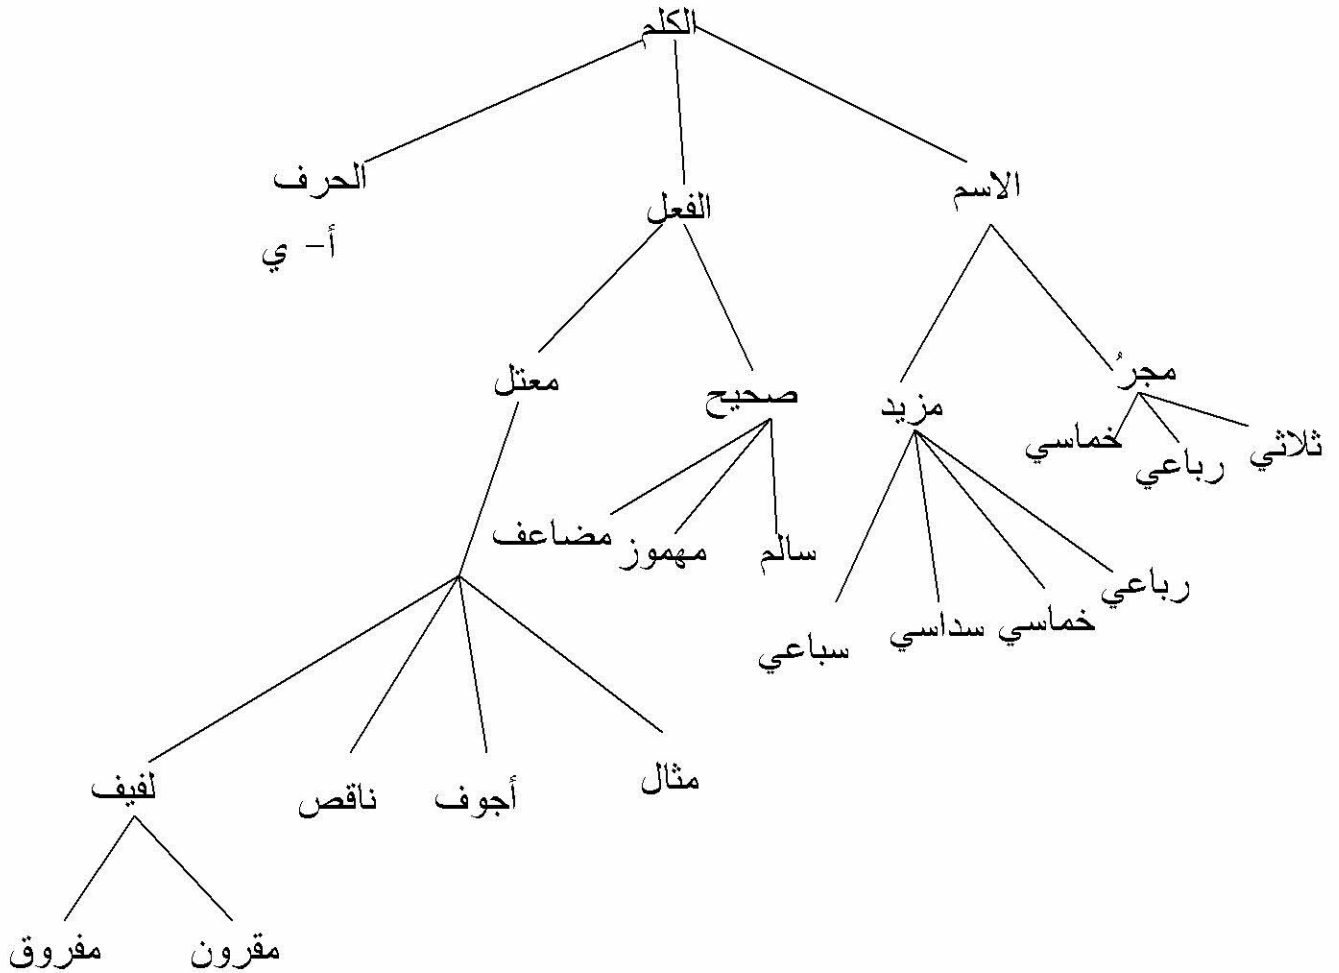 الكلم
الاسم
الفعل
الحرف
أ- ي
مجرُ
مزيد
صحيح
معتل
ثلاثي
رباعي
خماسي
رباعي
خماسي
سداسي
سباعي
سالم
مهموز
مضاعف
مثال
أجوف
ناقص
لفيف
مقرون
مفروق